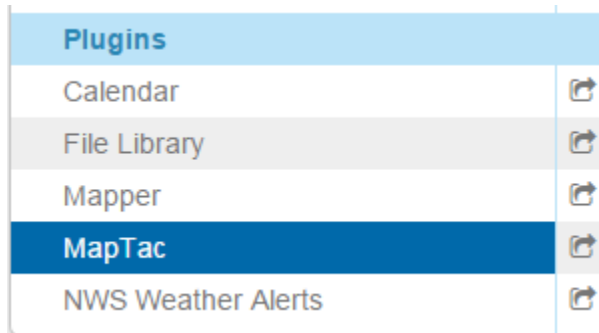 Plugins
Calendar
File Library
Mapper
MapTac
NWS Weather Alerts